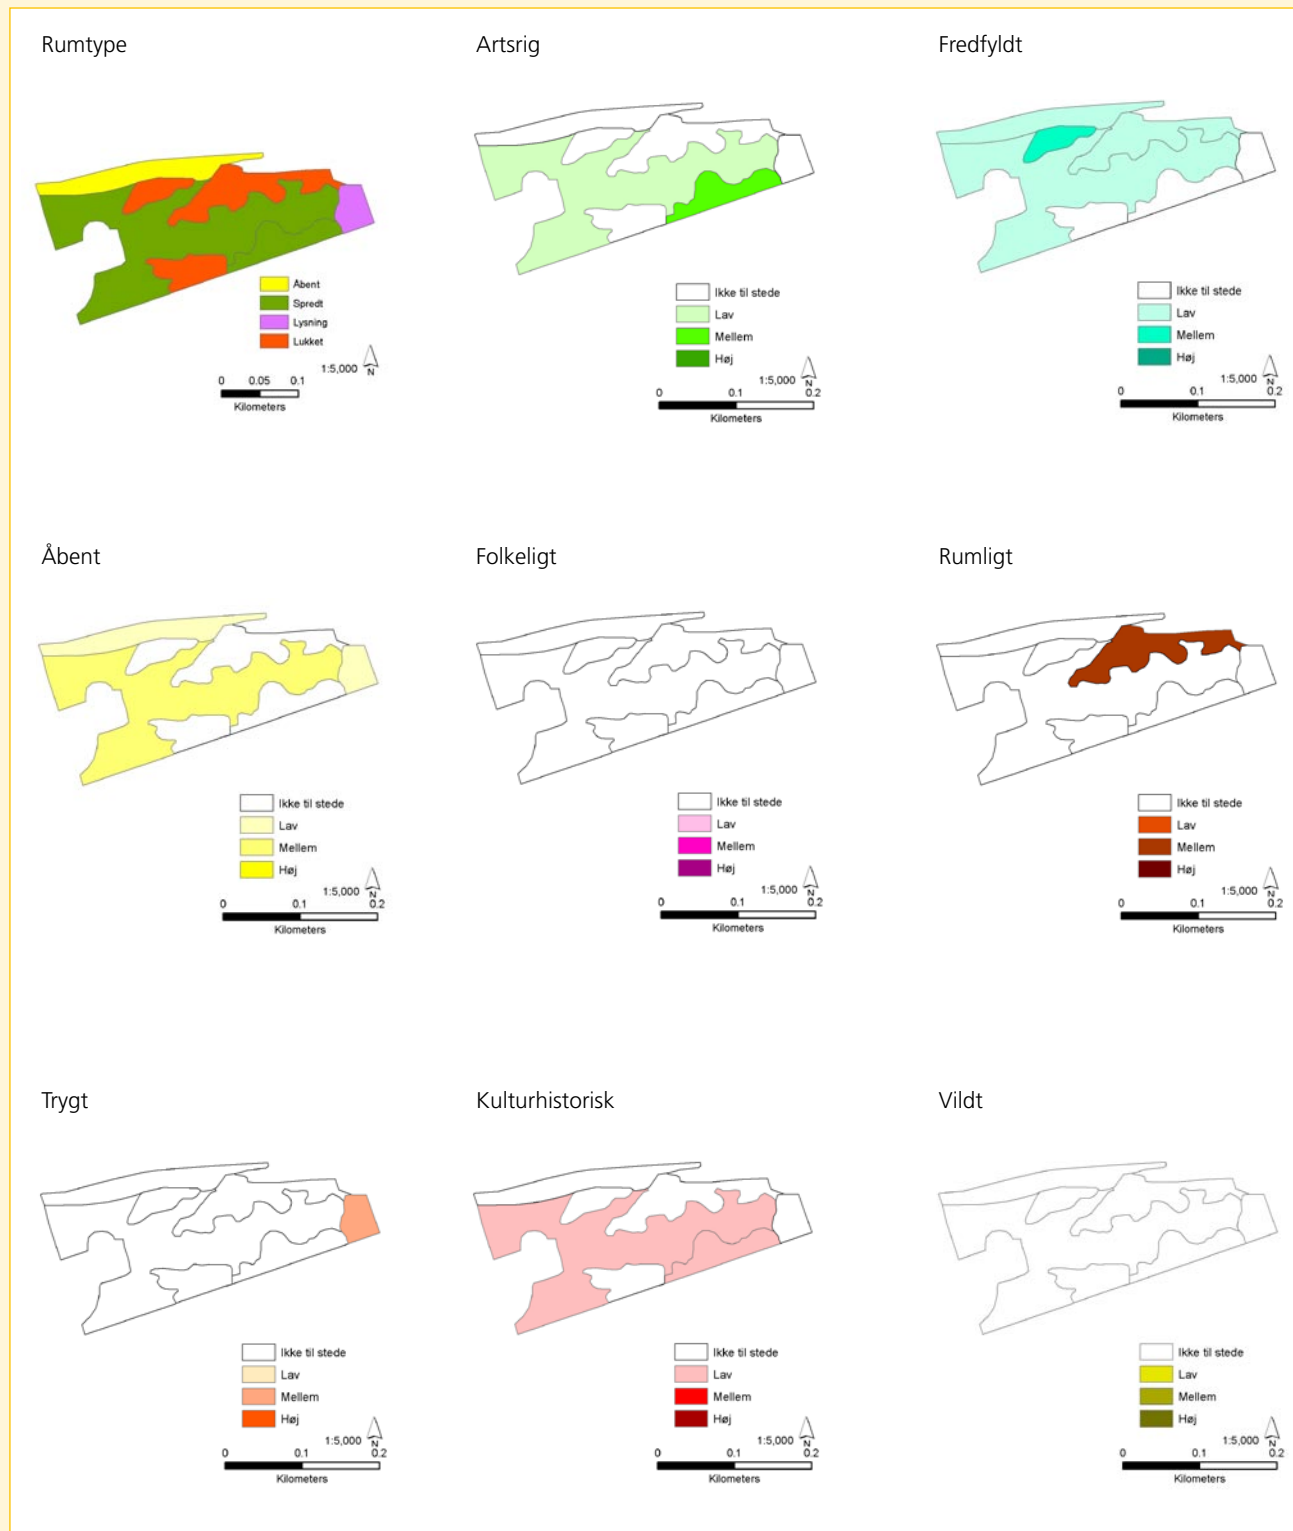 Rumtype
Åbent
Spredt
Lysning
Lukket
1:5,000
N
0 0.05 0.1
Kilometers
Artsrig
Ikke til stede
Lav
Mellem
Høj
1:5,000
N
0 0.1 0.2
Kilometers
Fredfyldt
Ikke til stede
Lav
Mellem
Høj
1:5,000
N
0 0.1 0.2
Kilometers
Åbent
Ikke til stede
Lav
Mellem
Høj
1:5,000
N
0 0.1 0.2
Kilometers
Folkeligt
Ikke til stede
Lav
Mellem
Høj
1:5,000
N
0 0.1 0.2
Kilometers
Rumligt
Ikke til stede
Lav
Mellem
Høj
1:5,000
N
0 0.1 0.2
Kilometers
Trygt
Ikke til stede
Lav
Mellem
Høj
1:5,000
N
0 0.1 0.2
Kilometers
Kulturhistorisk
Ikke til stede
Lav
Mellem
Høj
1:5,000
N
0 0.1 0.2
Kilometers
Vildt
Ikke til stede
Lav
Mellem
Høj
1:5,000
N
0 0.1 0.2
Kilometers